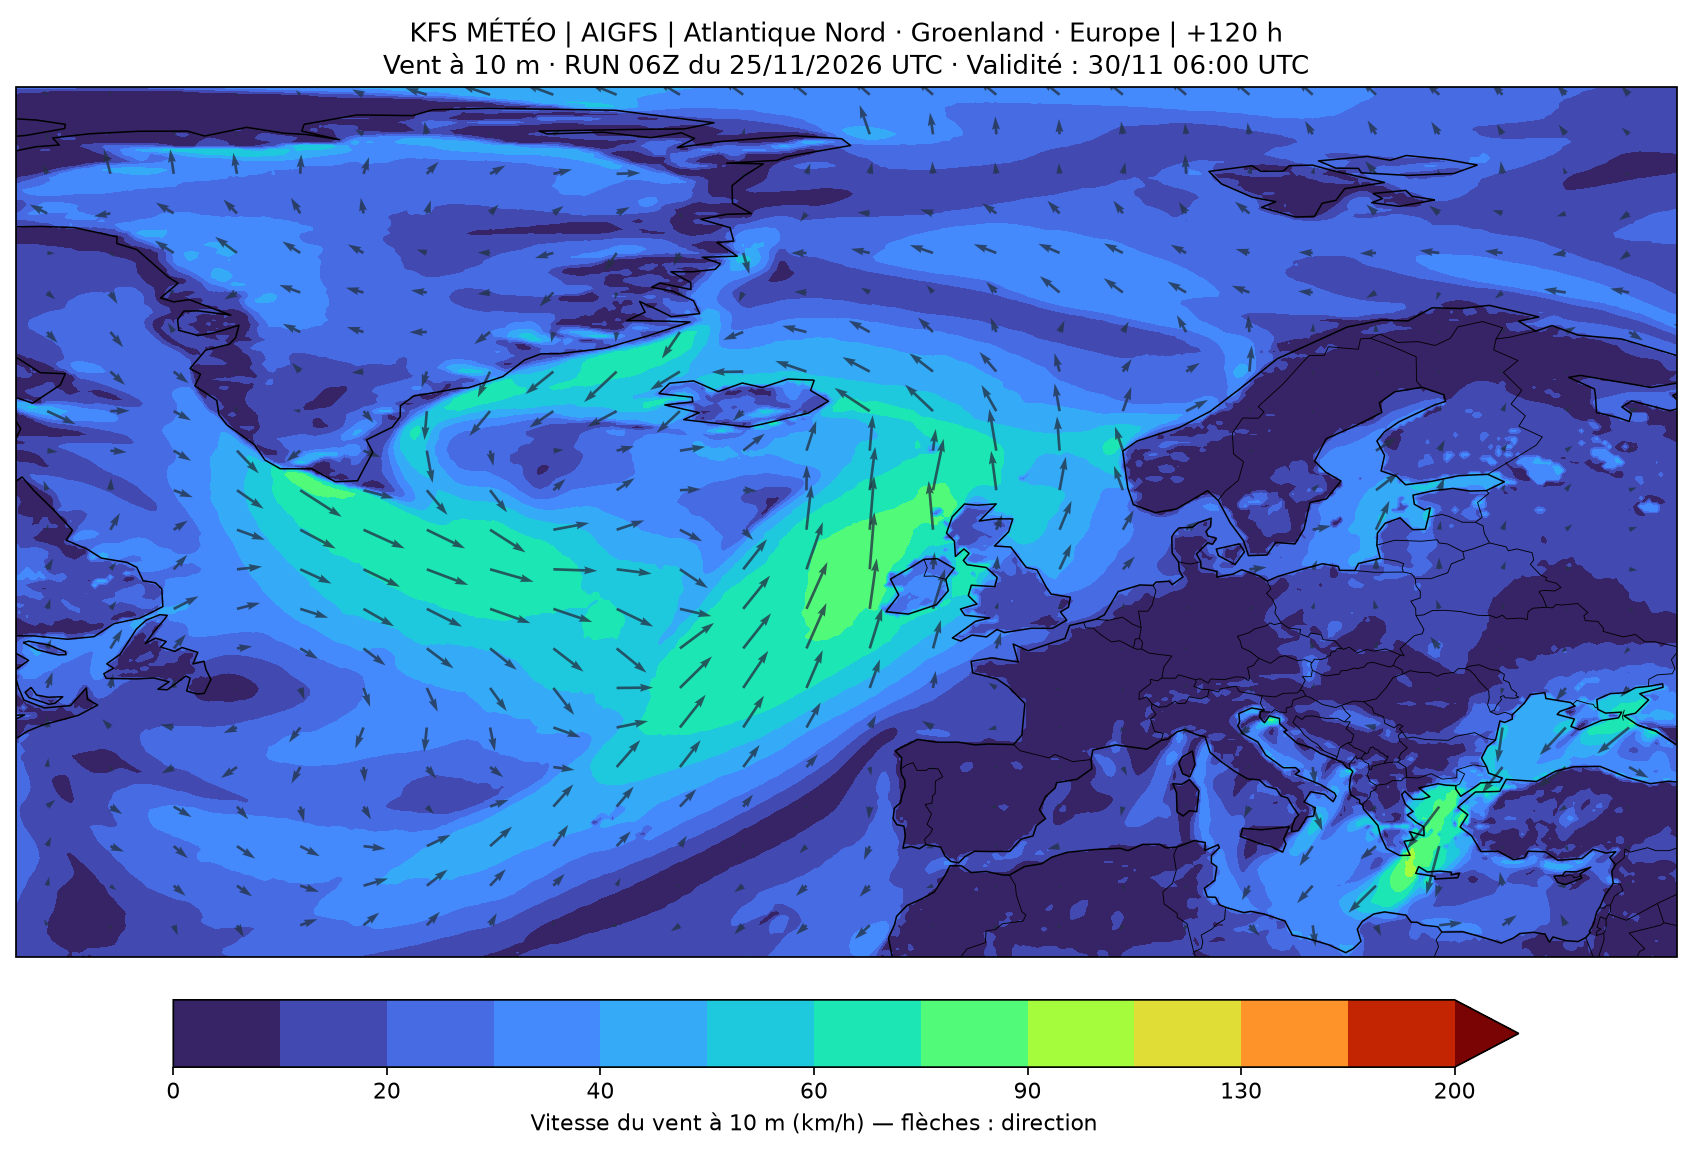 KFS MÉTÉO | AIGFS | Atlantique Nord · Groenland · Europe | +120 h
Vent à 10 m · RUN 06Z du 25/11/2026 UTC · Validité : 30/11 06:00 UTC
0 20 40 60 90 130 200
Vitesse du vent à 10 m (km/h) — flèches : direction